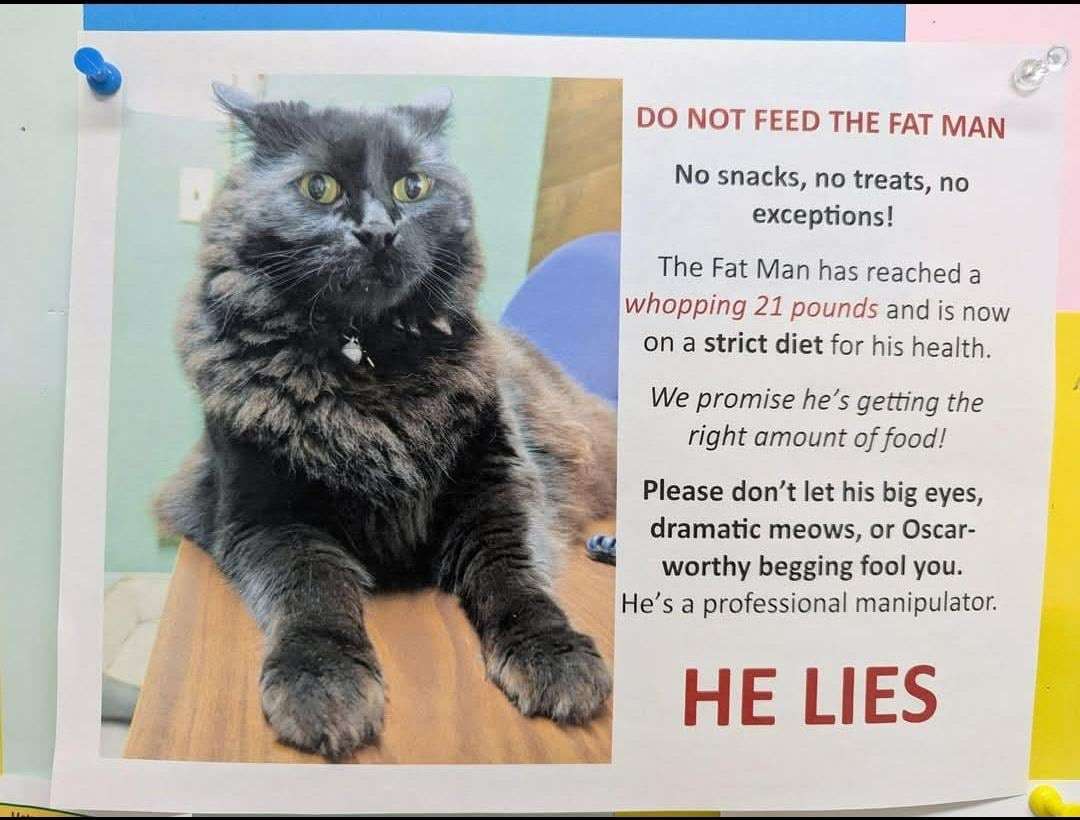 DO NOT FEED THE FAT MAN
No snacks, no treats, no
exceptions!
The Fat Man has reached a
whopping 21 pounds and is now
on a strict diet for his health.
We promise he's getting the
right amount of food!
Please don't let his big eyes,
dramatic meows, or Oscar-
worthy begging fool you.
He's a professional manipulator.
HE LIES